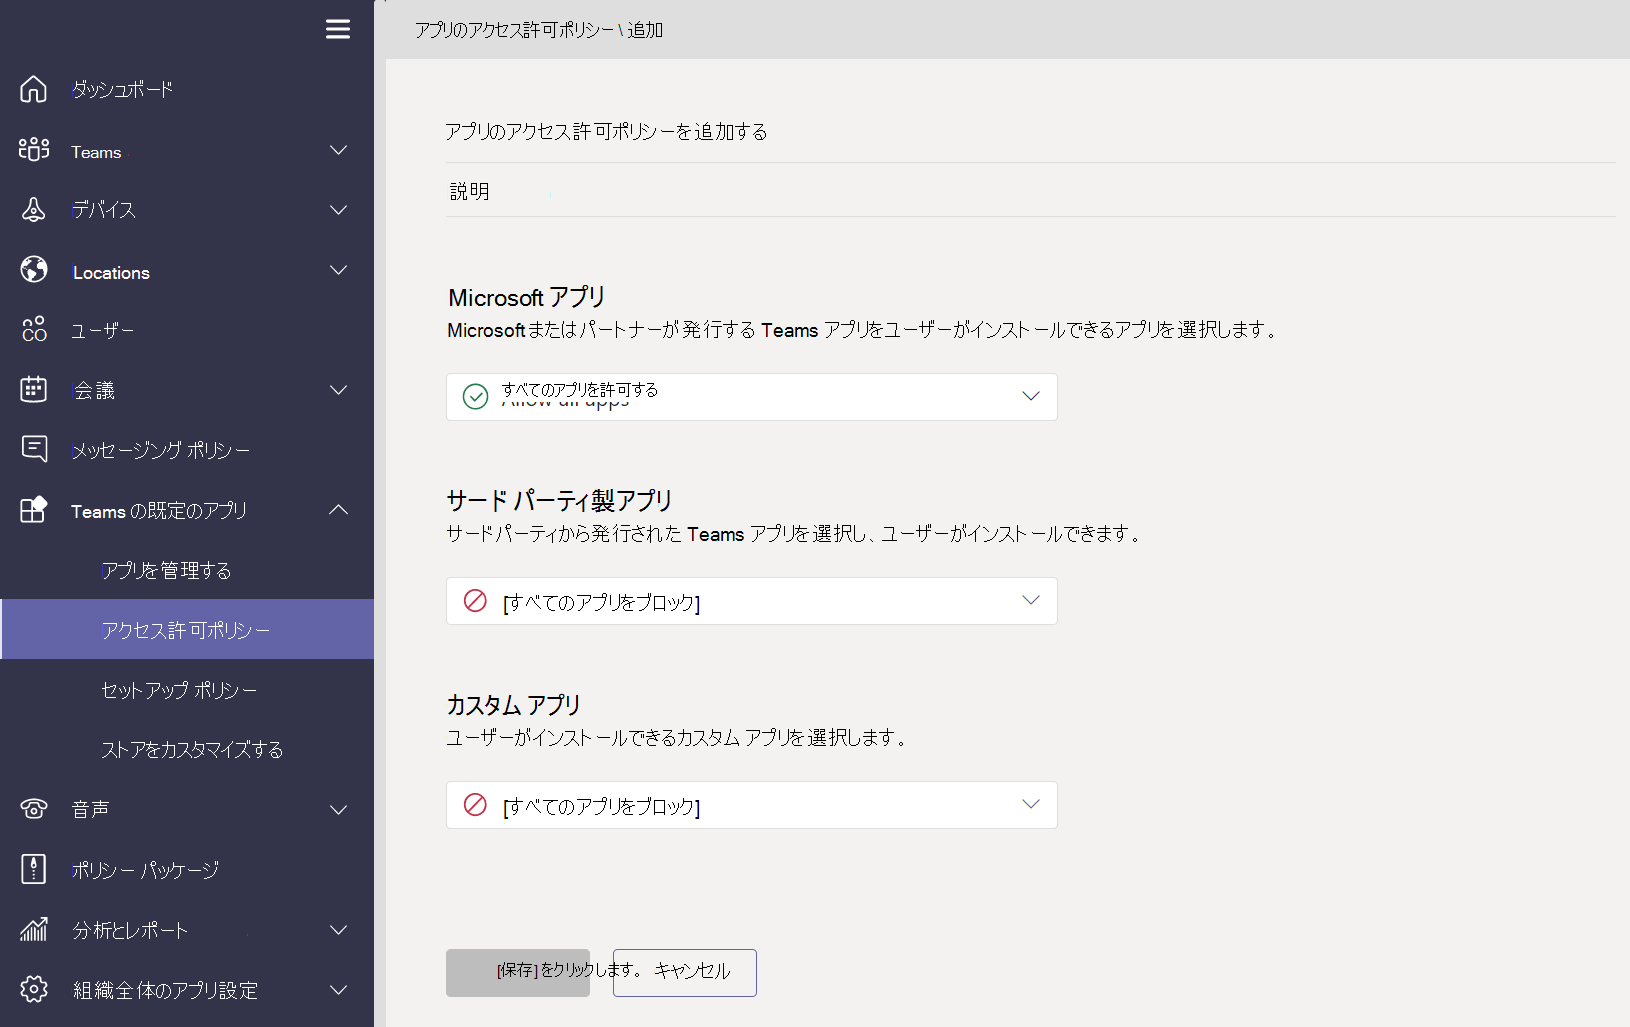 アプリのアクセス許可ポリシー \ 追加
ダッシュボード
Teams
デバイス
Locations
ユーザー
会議
メッセージング ポリシー
Teams の既定のアプリ
アプリを管理する
アクセス許可ポリシー
セットアップ ポリシー
ストアをカスタマイズする
音声
ポリシー パッケージ
分析とレポート
組織全体のアプリ設定
アプリのアクセス許可ポリシーを追加する
説明
Microsoft アプリ
Microsoftまたはパートナーが発行する Teams アプリをユーザーがインストールできるアプリを選択します。
すべてのアプリを許可する
Allow all apps
サード パーティ製アプリ
サードパーティから発行された Teams アプリを選択し、ユーザーがインストールできます。
[すべてのアプリをブロック]
カスタム アプリ
ユーザーがインストールできるカスタム アプリを選択します。
[すべてのアプリをブロック]
[保存] をクリックします。
キャンセル